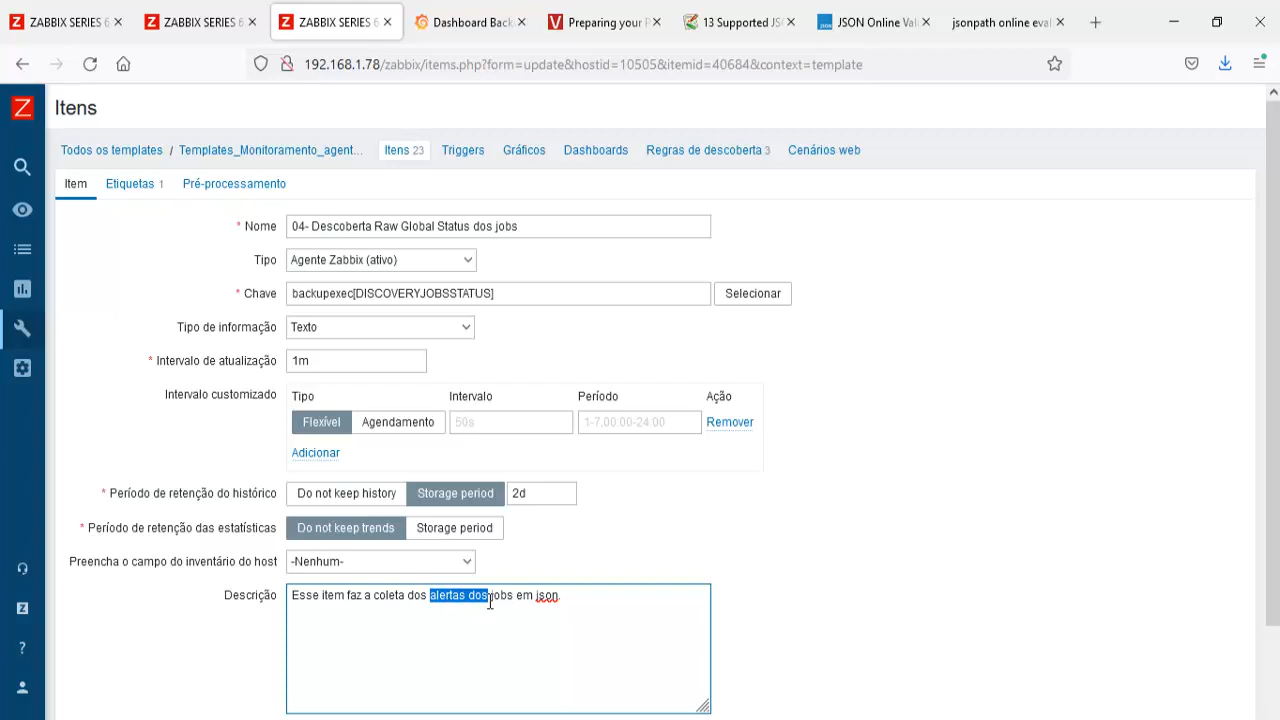 ZABBIX SERIES 6
ZABBIX SERIES 6
ZABBIX SERIES 6
Dashboard Back
Preparing your P
13 Supported JS
JSON Online Vali
jsonpath online eval
192.168.1.78/zabbix/items.php?form=update&hostid=10505&itemid=40684&context=template
Z
Itens
Todos os templates / Templates_Monitoramento_agent... Itens 23 Triggers Gráficos Dashboards Regras de descoberta 3 Cenários web
Item Etiquetas 1 Pré-processamento
* Nome 04- Descoberta Raw Global Status dos jobs
Tipo Agente Zabbix (ativo)
* Chave backupexec[DISCOVERYJOBSSTATUS] Selecionar
Tipo de informação Texto
* Intervalo de atualização 1m
Intervalo customizado Tipo Intervalo Período Ação
Flexível Agendamento 50s 1-7,00:00-24:00 Remover
Adicionar
* Período de retenção do histórico Do not keep history Storage period 2d
* Período de retenção das estatísticas Do not keep trends Storage period
Preencha o campo do inventário do host -Nenhum-
Descrição Esse item faz a coleta dos alertas dos jobs em json.
Z
?